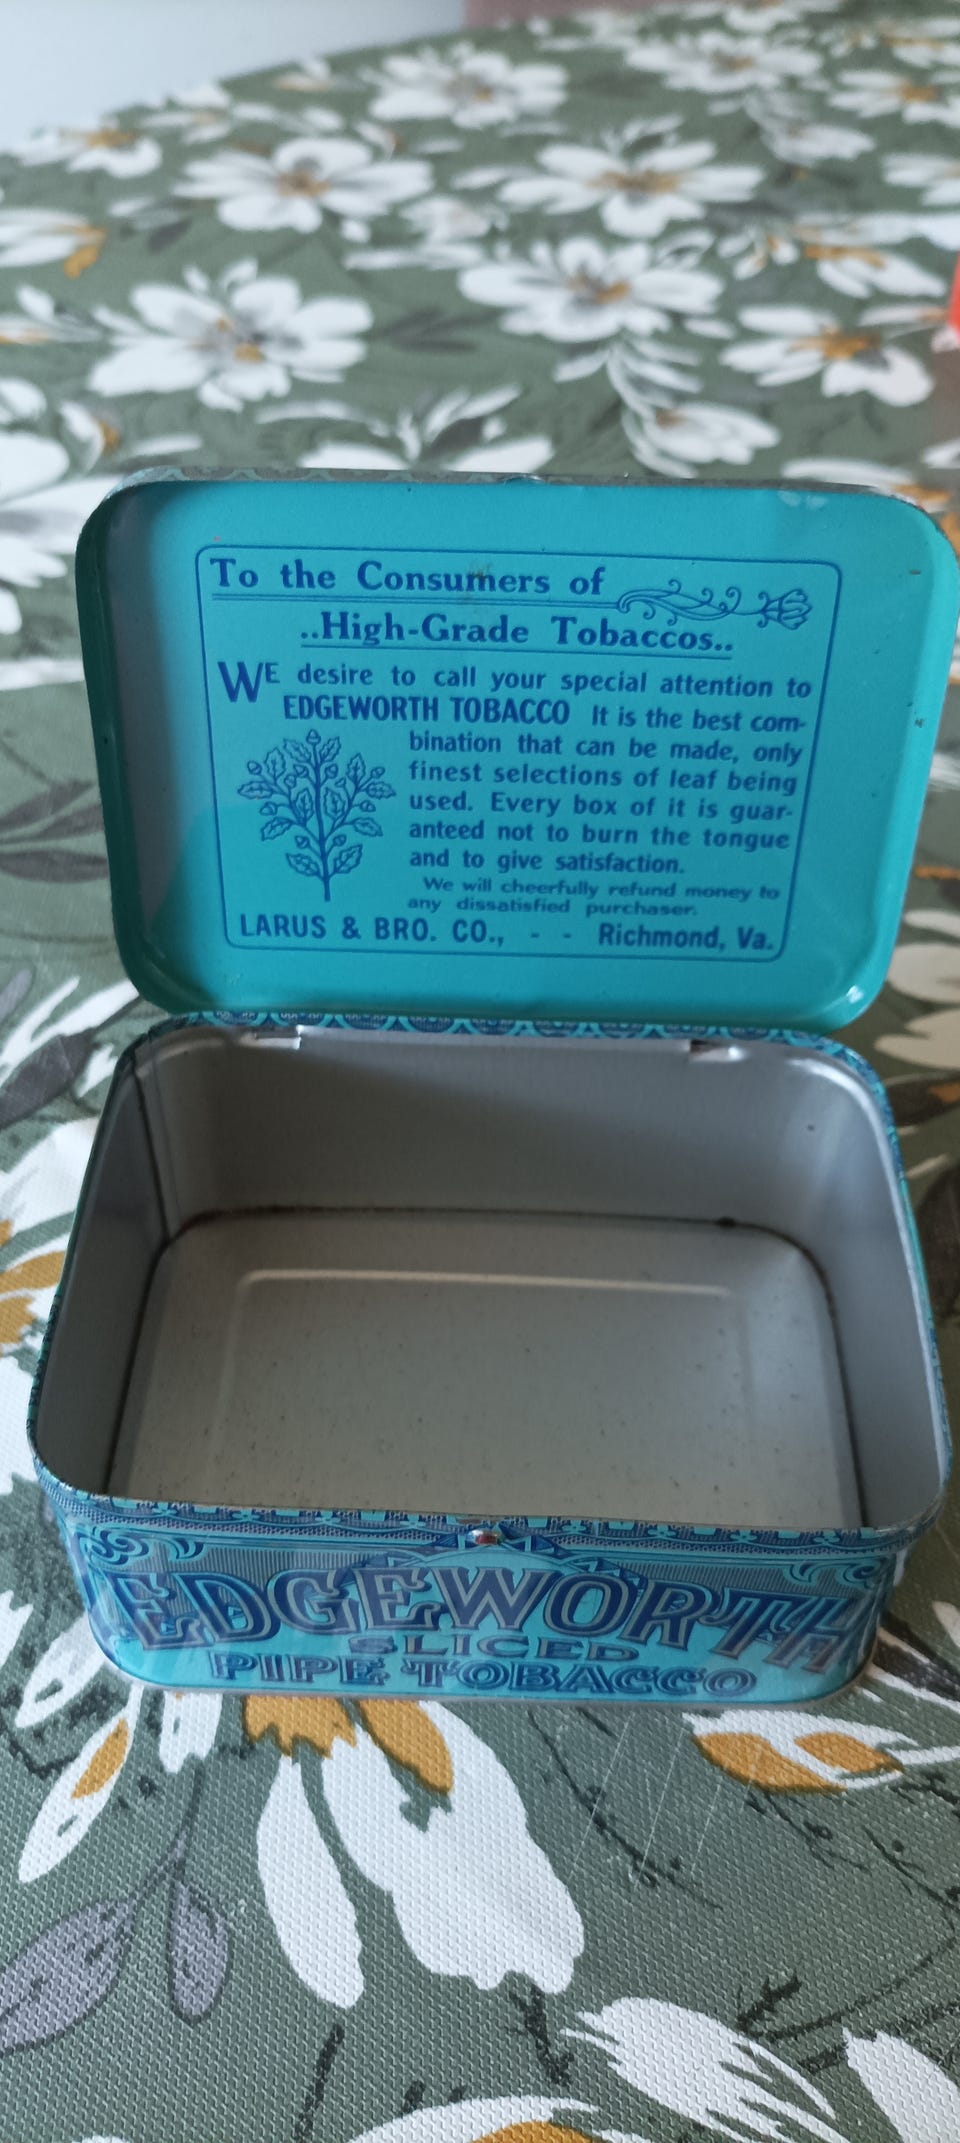 To the Consumers of
..High-Grade Tobaccos..
WE desire to call your special attention to
EDGEWORTH TOBACCO It is the best com-
bination that can be made, only
finest selections of leaf being
used. Every box of it is guar-
anteed not to burn the tongue
and to give satisfaction.
We will cheerfully refund money to
any dissatisfied purchaser.
LARUS & BRO. CO., - - Richmond, Va.
EDGEWORTH
SLICED
PIPE TOBACCO